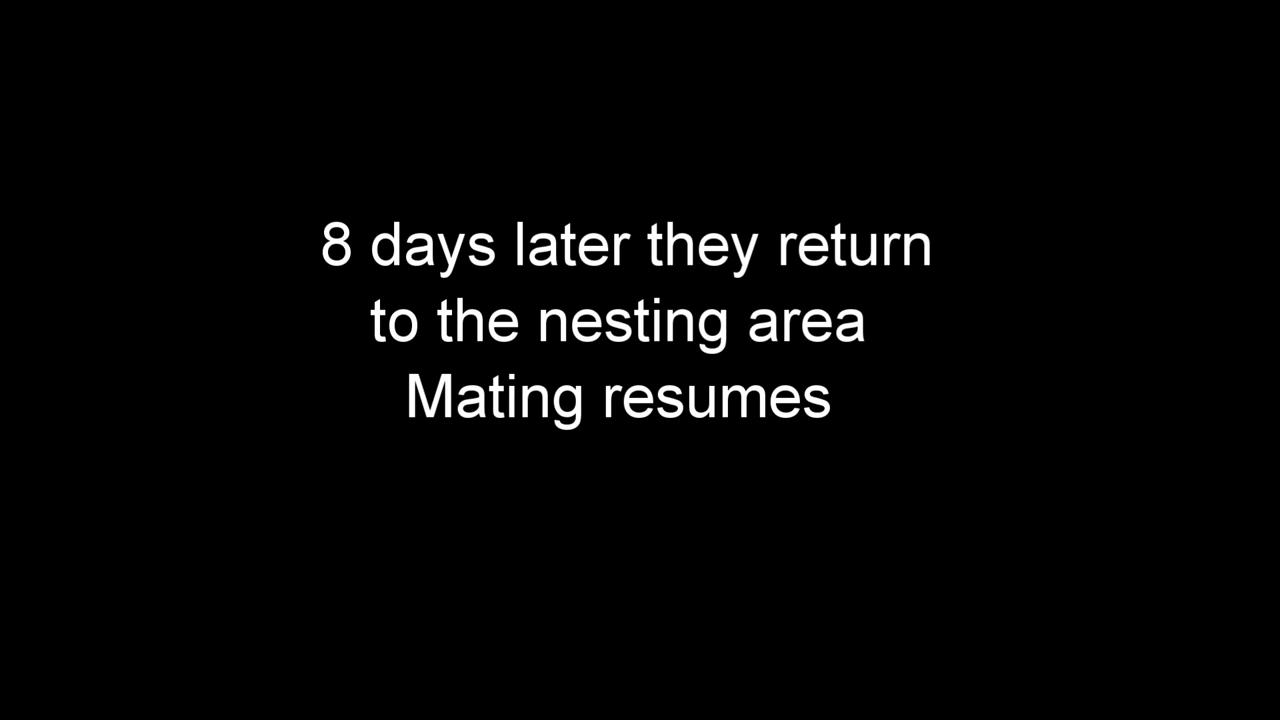 8 days later they return
to the nesting area
Mating resumes